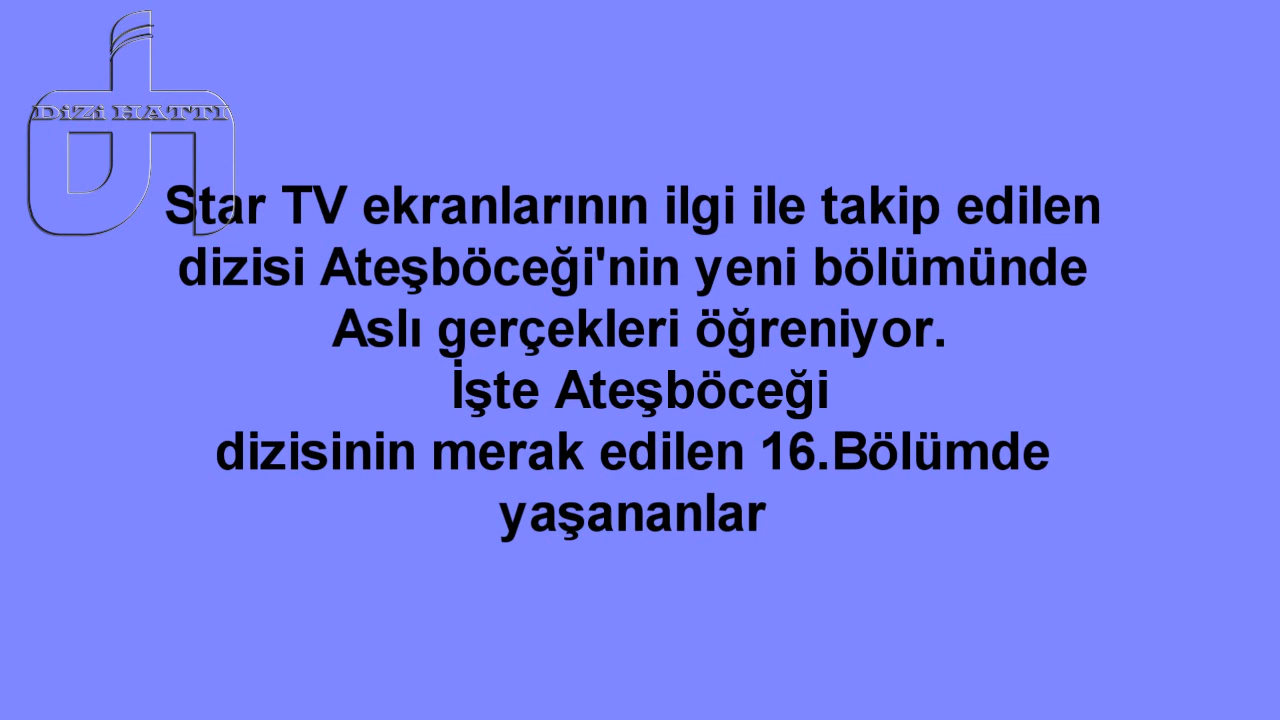 DiZi HATTI
Star TV ekranlarının ilgi ile takip edilen
dizisi Ateşböceği'nin yeni bölümünde
Aslı gerçekleri öğreniyor.
İşte Ateşböceği
dizisinin merak edilen 16.Bölümde
yaşananlar